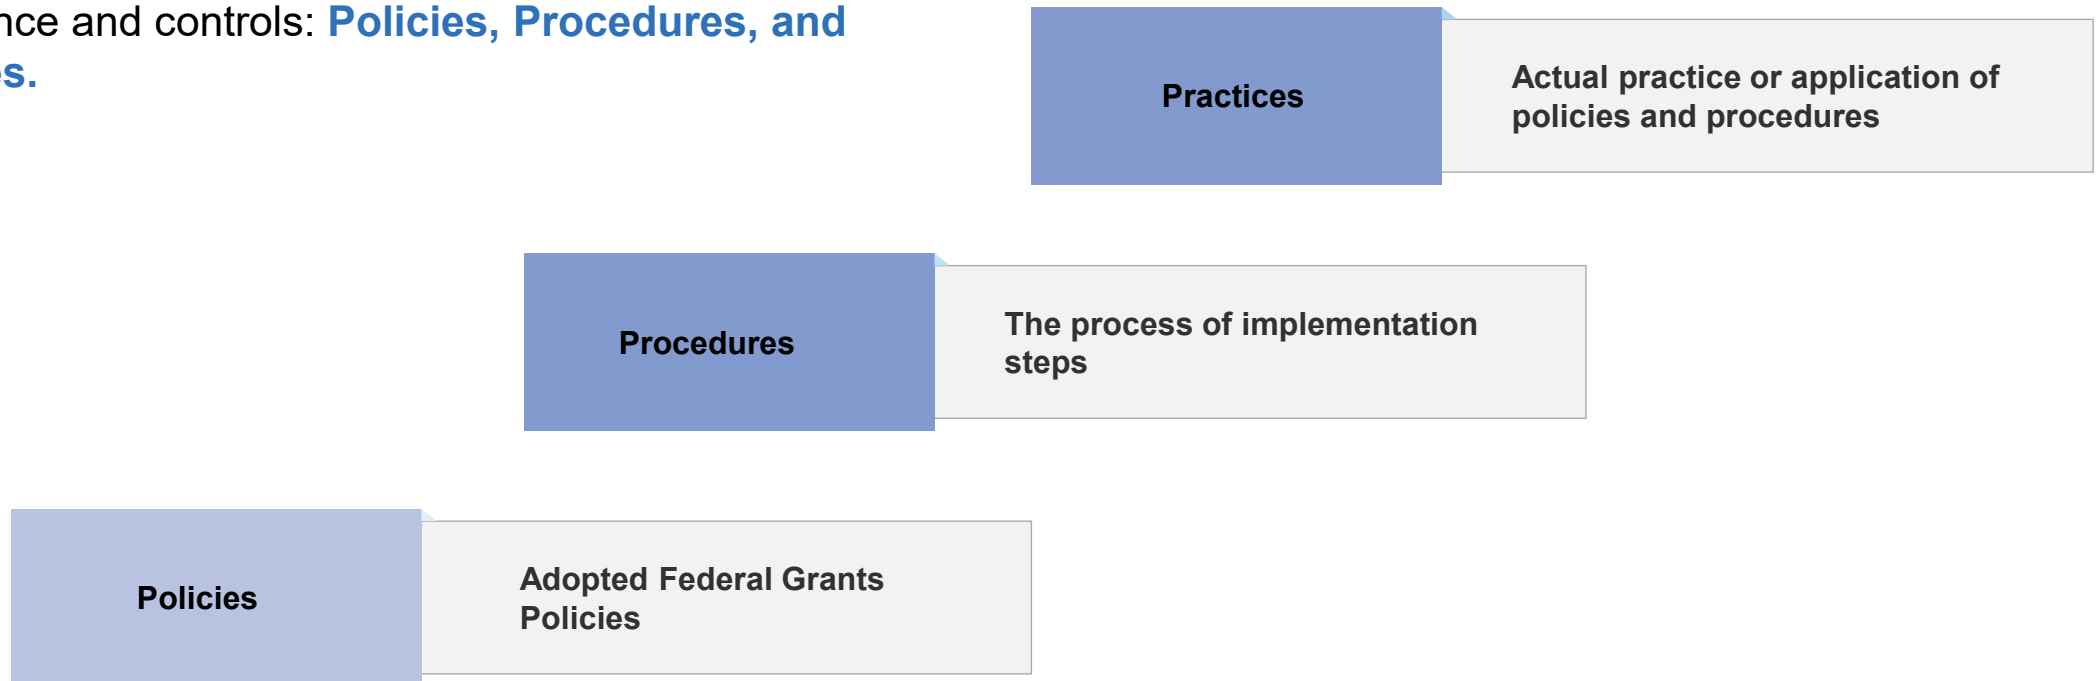 and controls: Policies, Procedures, and
Practices
Actual practice or application of
policies and procedures
Procedures
The process of implementation
steps
Policies
Adopted Federal Grants
Policies